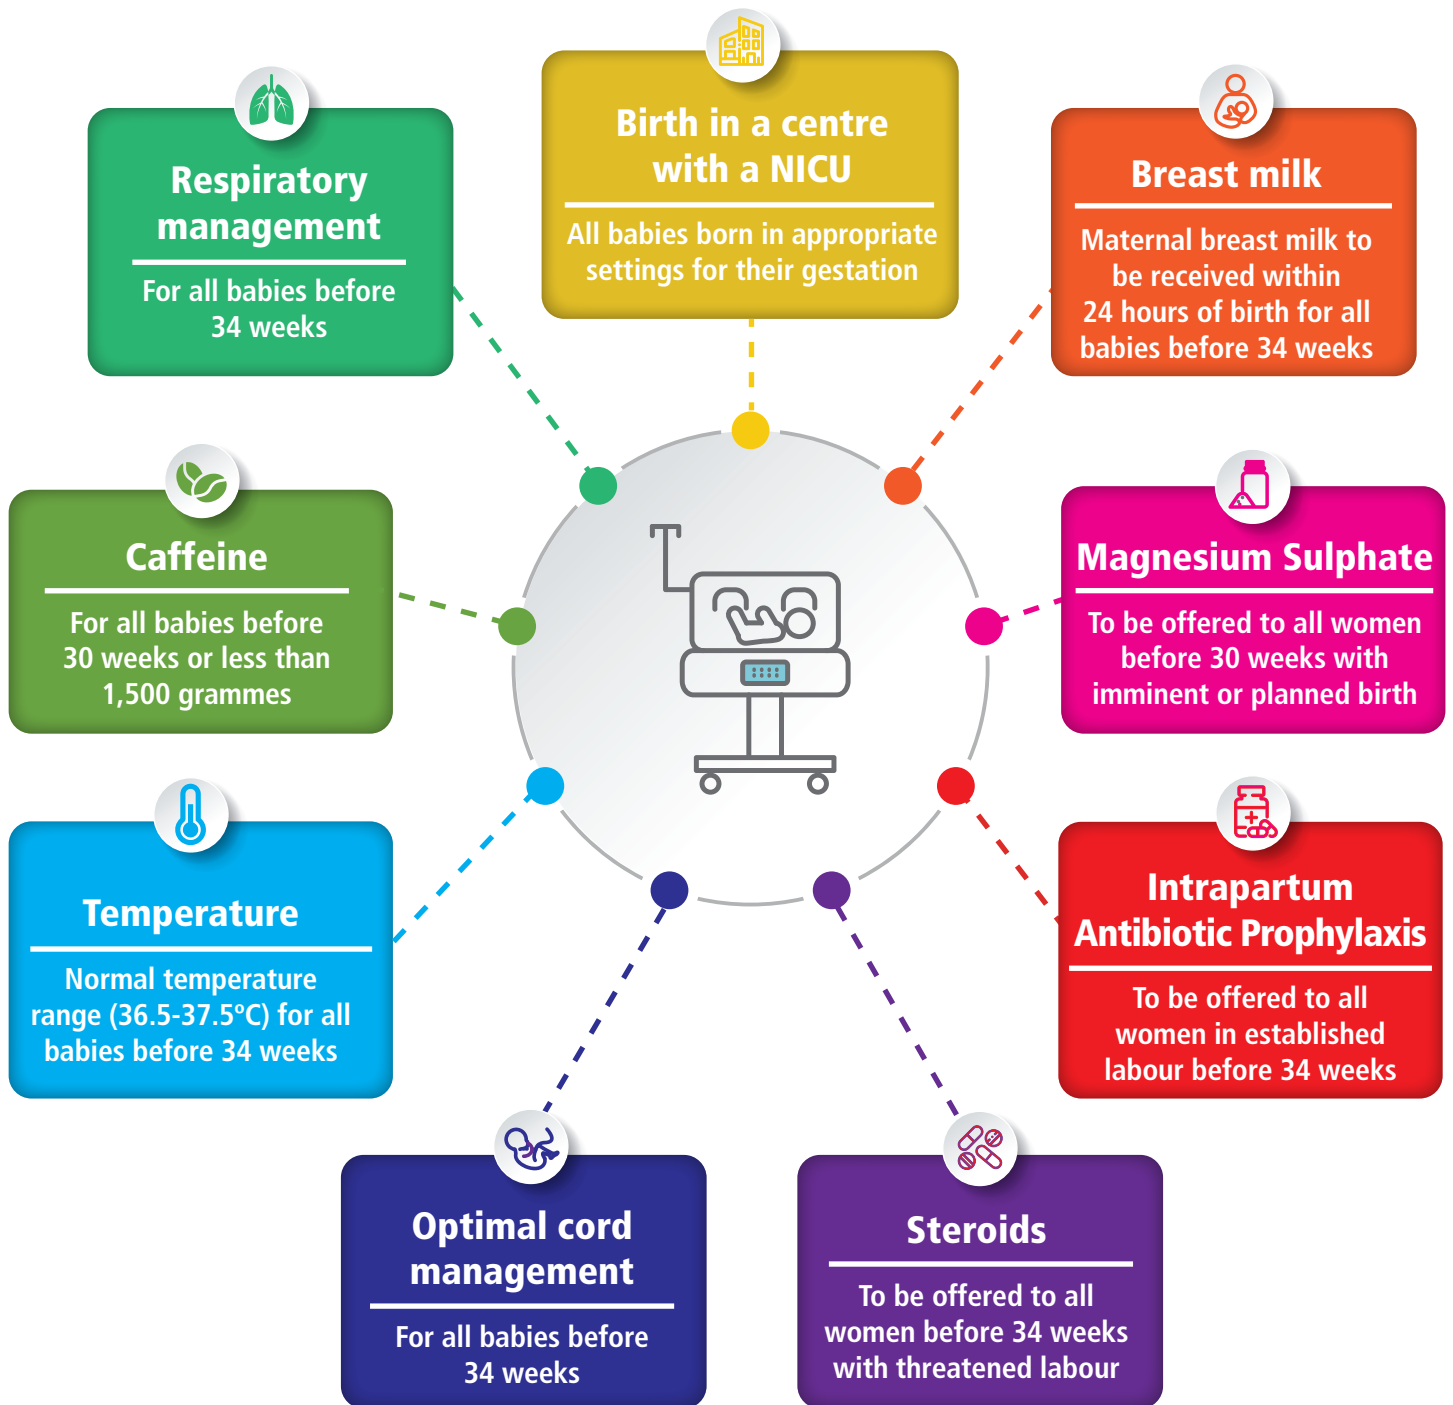 Birth in a centre
with a NICU
All babies born in appropriate
settings for their gestation
Breast milk
Maternal breast milk to
be received within
24 hours of birth for all
babies before 34 weeks
Magnesium Sulphate
To be offered to all women
before 30 weeks with
imminent or planned birth
Intrapartum
Antibiotic Prophylaxis
To be offered to all
women in established
labour before 34 weeks
Steroids
To be offered to all
women before 34 weeks
with threatened labour
Optimal cord
management
For all babies before
34 weeks
Temperature
Normal temperature
range (36.5-37.5ºC) for all
babies before 34 weeks
Caffeine
For all babies before
30 weeks or less than
1,500 grammes
Respiratory
management
For all babies before
34 weeks